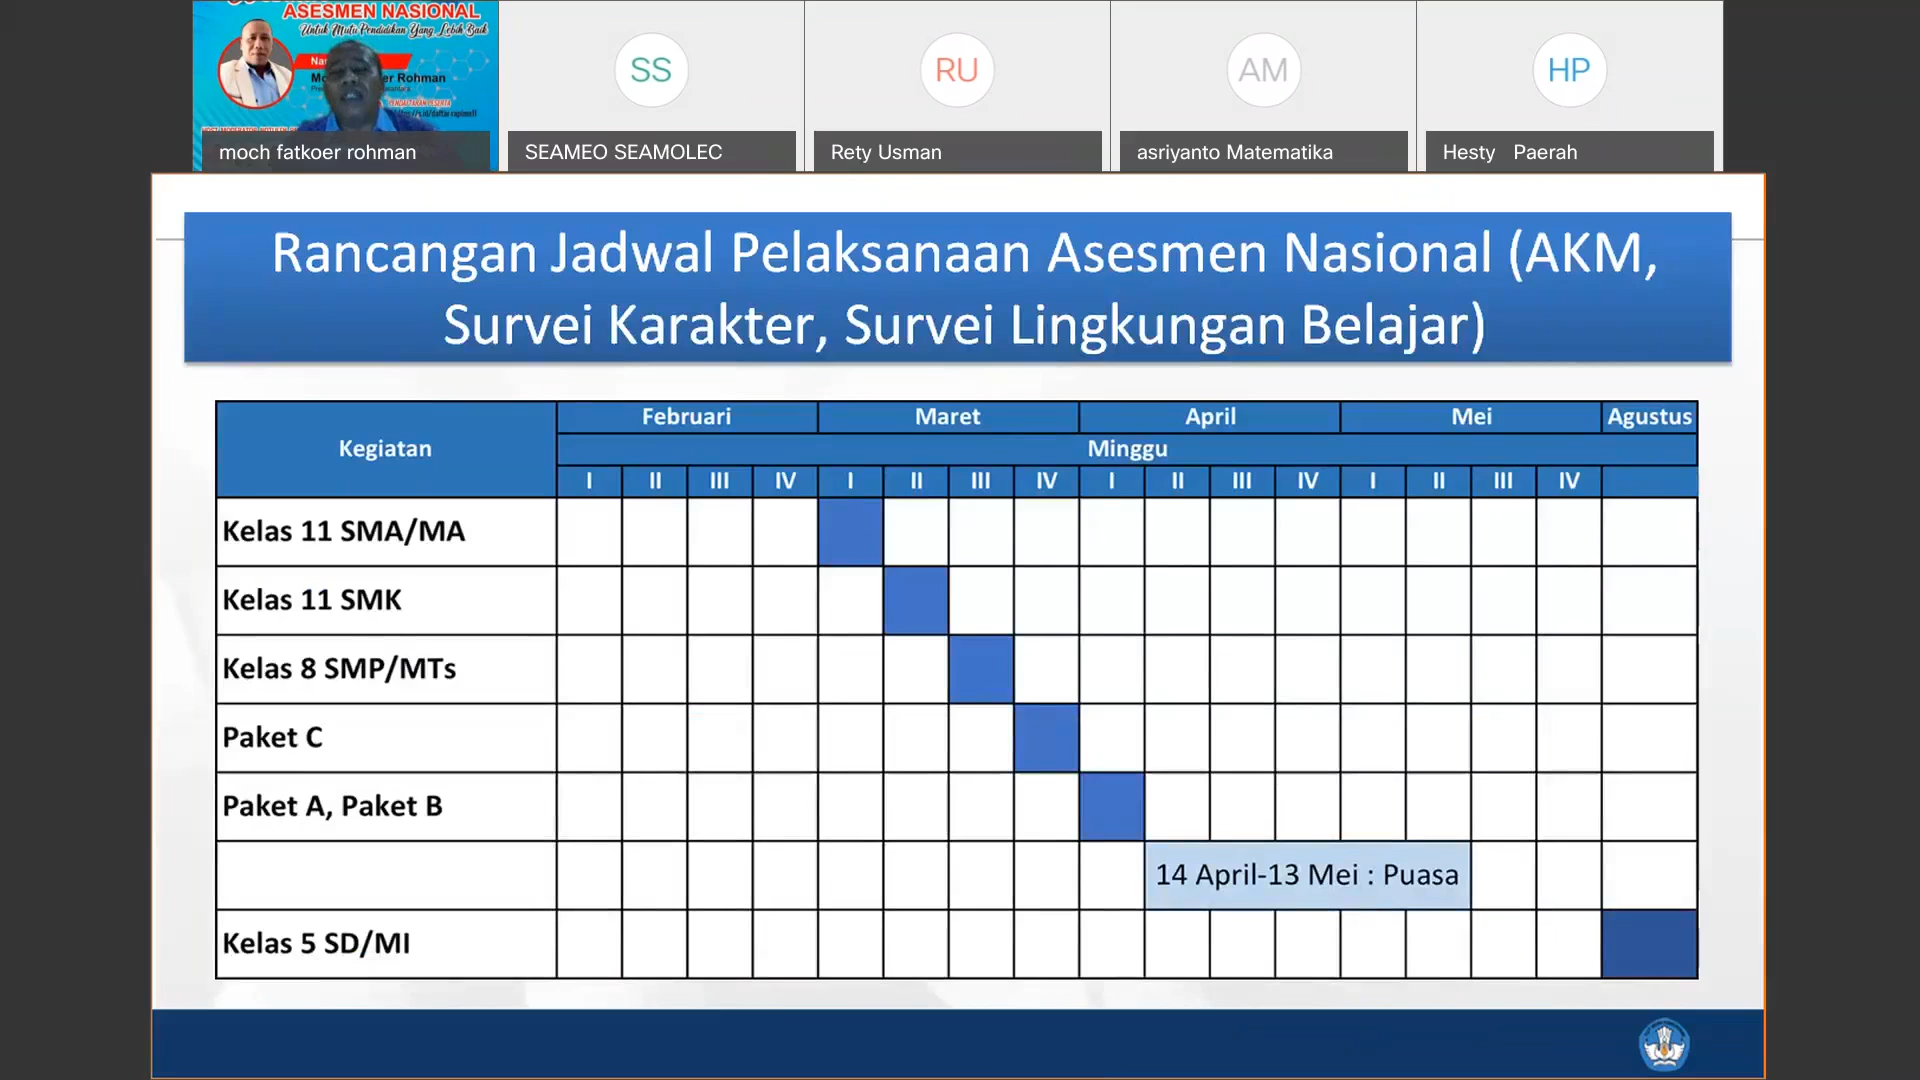 ASESMEN NASIONAL
Untuk Mutu Pendidikan Yang Lebih Baik
er Rohman
PENDAFTARAN PESERTA
moch fatkoer rohman
SS
SEAMEO SEAMOLEC
RU
Rety Usman
AM
asriyanto Matematika
HP
Hesty Paerah
Rancangan Jadwal Pelaksanaan Asesmen Nasional (AKM,
Survei Karakter, Survei Lingkungan Belajar)
Kegiatan Februari Maret April Mei Agustus
Minggu
I II III IV I II III IV I II III IV I II III IV
Kelas 11 SMA/MA
Kelas 11 SMK
Kelas 8 SMP/MTs
Paket C
Paket A, Paket B
14 April-13 Mei : Puasa
Kelas 5 SD/MI